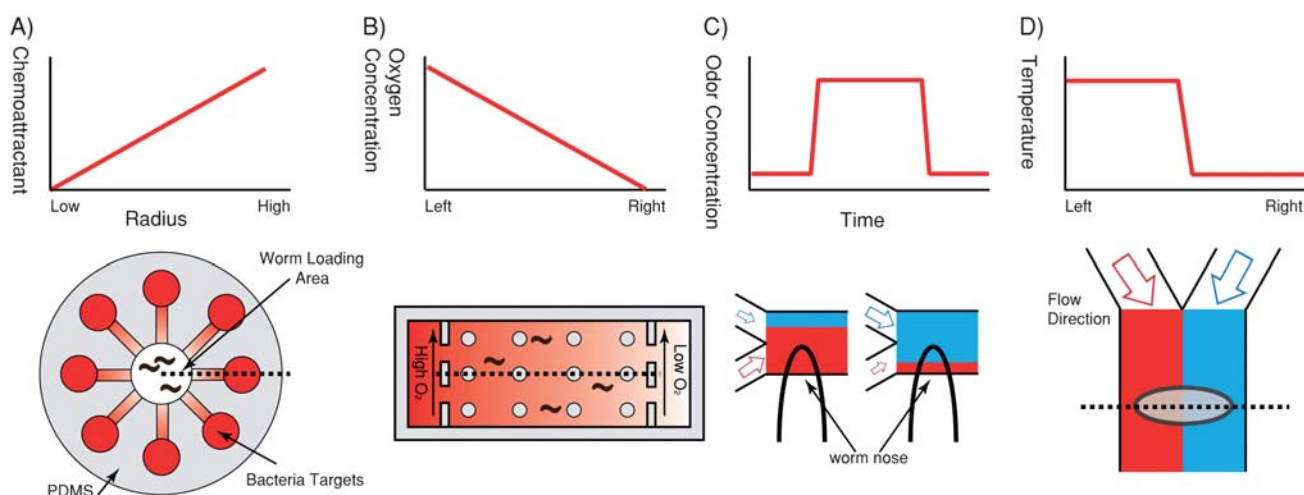 A)
Chemoattractant
Low
High
Radius
Worm Loading
Area
PDMS
Bacteria Targets
B)
Oxygen
Concentration
Left
Right
High O₂
Low O₂
C)
Odor Concentration
Time
worm nose
D)
Temperature
Left
Right
Flow
Direction